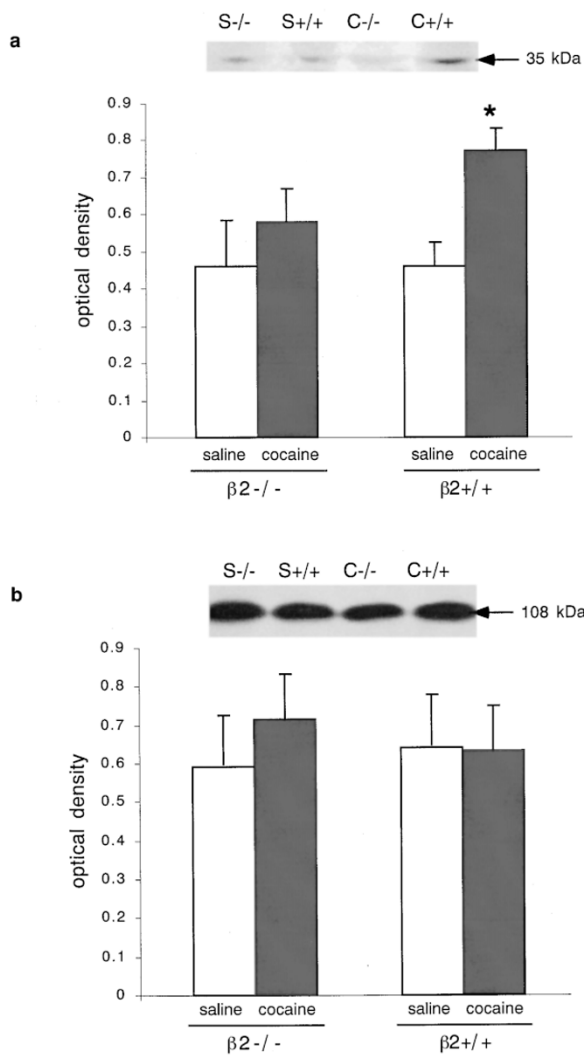 S-/- S+/+ C-/- C+/+
a
35 kDa
0.9
0.8
0.7
0.6
0.5
0.4
0.3
0.2
0.1
0
optical density
*
saline cocaine saline cocaine
β2-/- β2+/+
S-/- S+/+ C-/- C+/+
b
108 kDa
0.9
0.8
0.7
0.6
0.5
0.4
0.3
0.2
0.1
0
optical density
saline cocaine saline cocaine
β2-/- β2+/+